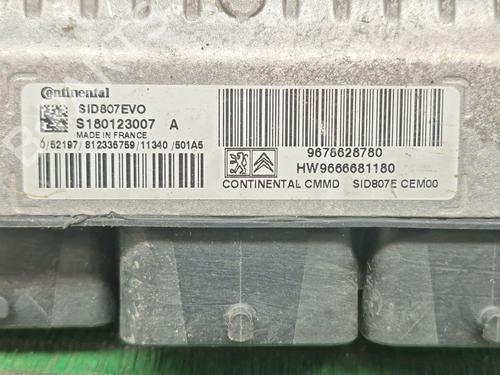 Continental
SID807EVO
S180123007 A
MADE IN FRANCE
0/52197/812335759/11340/501A5
9676628780
HW9666681180
CONTINENTAL CMMD SID807E CEM00